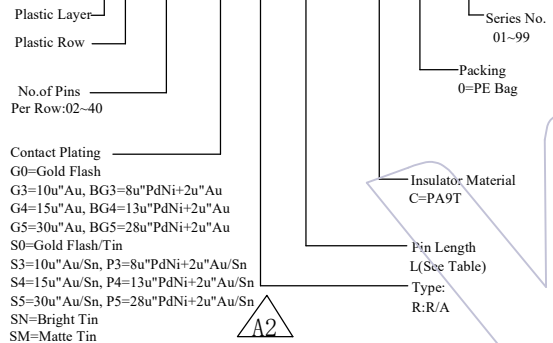 Plastic Layer
Plastic Row
No.of Pins
Per Row:02~40
Contact Plating
G0=Gold Flash
G3=10u"Au, BG3=8u"PdNi+2u"Au
G4=15u"Au, BG4=13u"PdNi+2u"Au
G5=30u"Au, BG5=28u"PdNi+2u"Au
S0=Gold Flash/Tin
S3=10u"Au/Sn, P3=8u"PdNi+2u"Au/Sn
S4=15u"Au/Sn, P4=13u"PdNi+2u"Au/Sn
S5=30u"Au/Sn, P5=28u"PdNi+2u"Au/Sn
SN=Bright Tin
SM=Matte Tin
A2
Series No.
01~99
Packing
0=PE Bag
Insulator Material
C=PA9T
Pin Length
L(See Table)
Type:
R:R/A